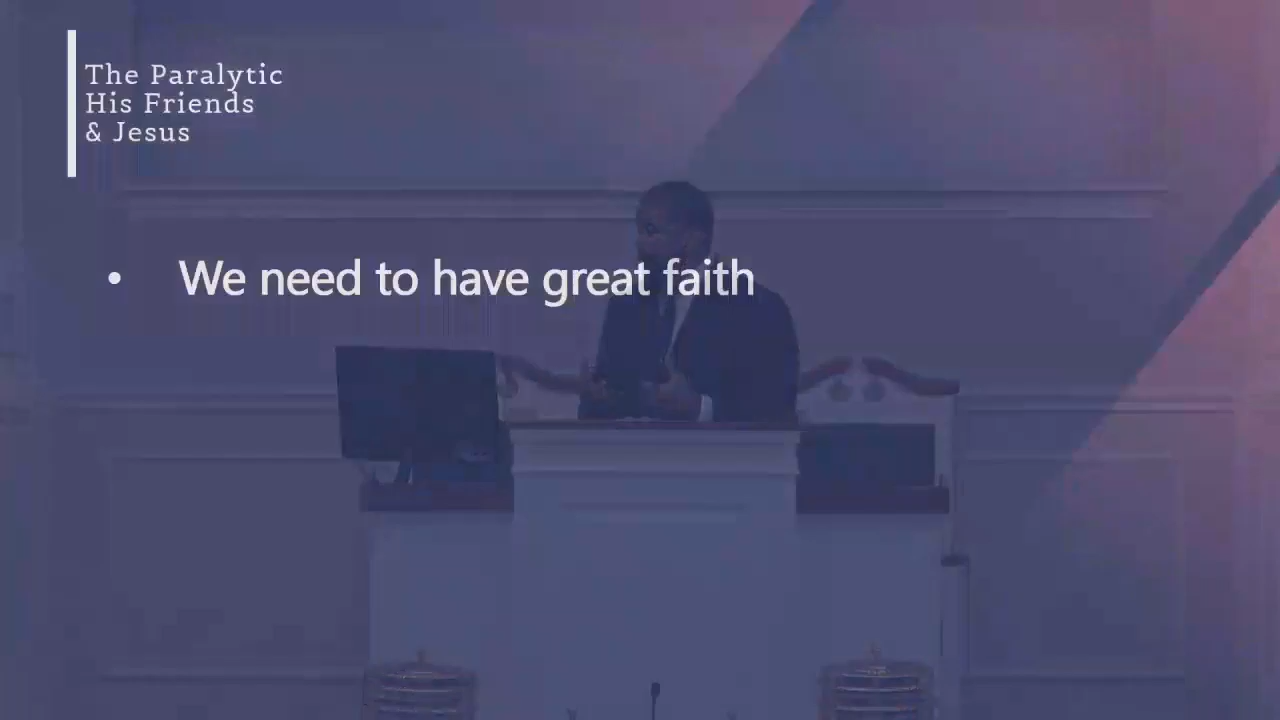 The Paralytic
His Friends
& Jesus
• We need to have great faith